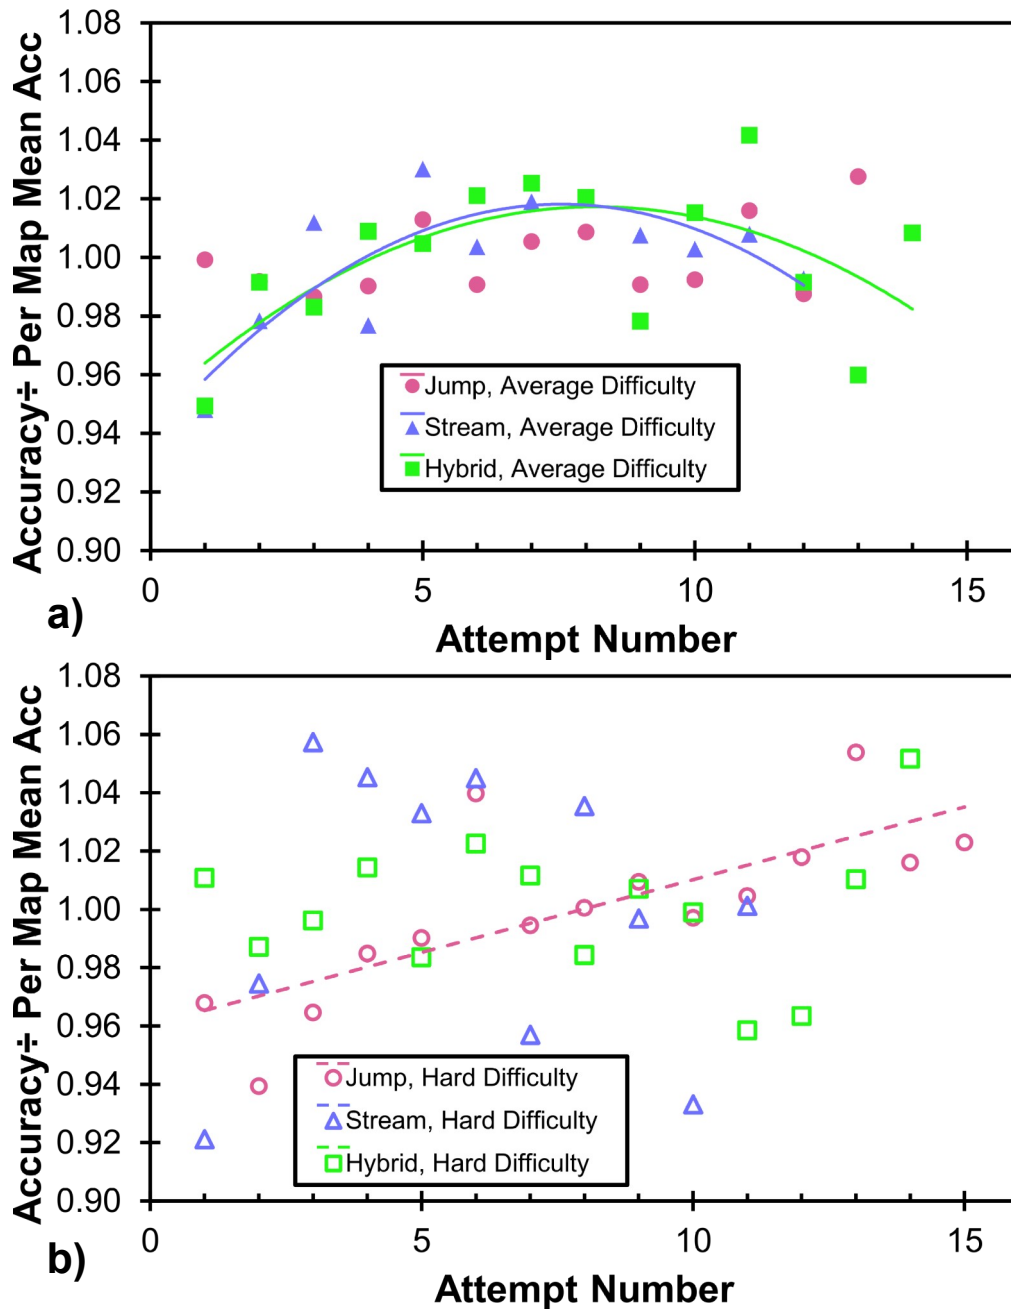 1.08
1.06
1.04
1.02
1.00
0.98
0.96
0.94
0.92
0.90
Accuracy÷ Per Map Mean Acc
Jump, Average Difficulty
Stream, Average Difficulty
Hybrid, Average Difficulty
0 5 10 15
a)
Attempt Number
1.08
1.06
1.04
1.02
1.00
0.98
0.96
0.94
0.92
0.90
Accuracy÷ Per Map Mean Acc
Jump, Hard Difficulty
Stream, Hard Difficulty
Hybrid, Hard Difficulty
0 5 10 15
b)
Attempt Number